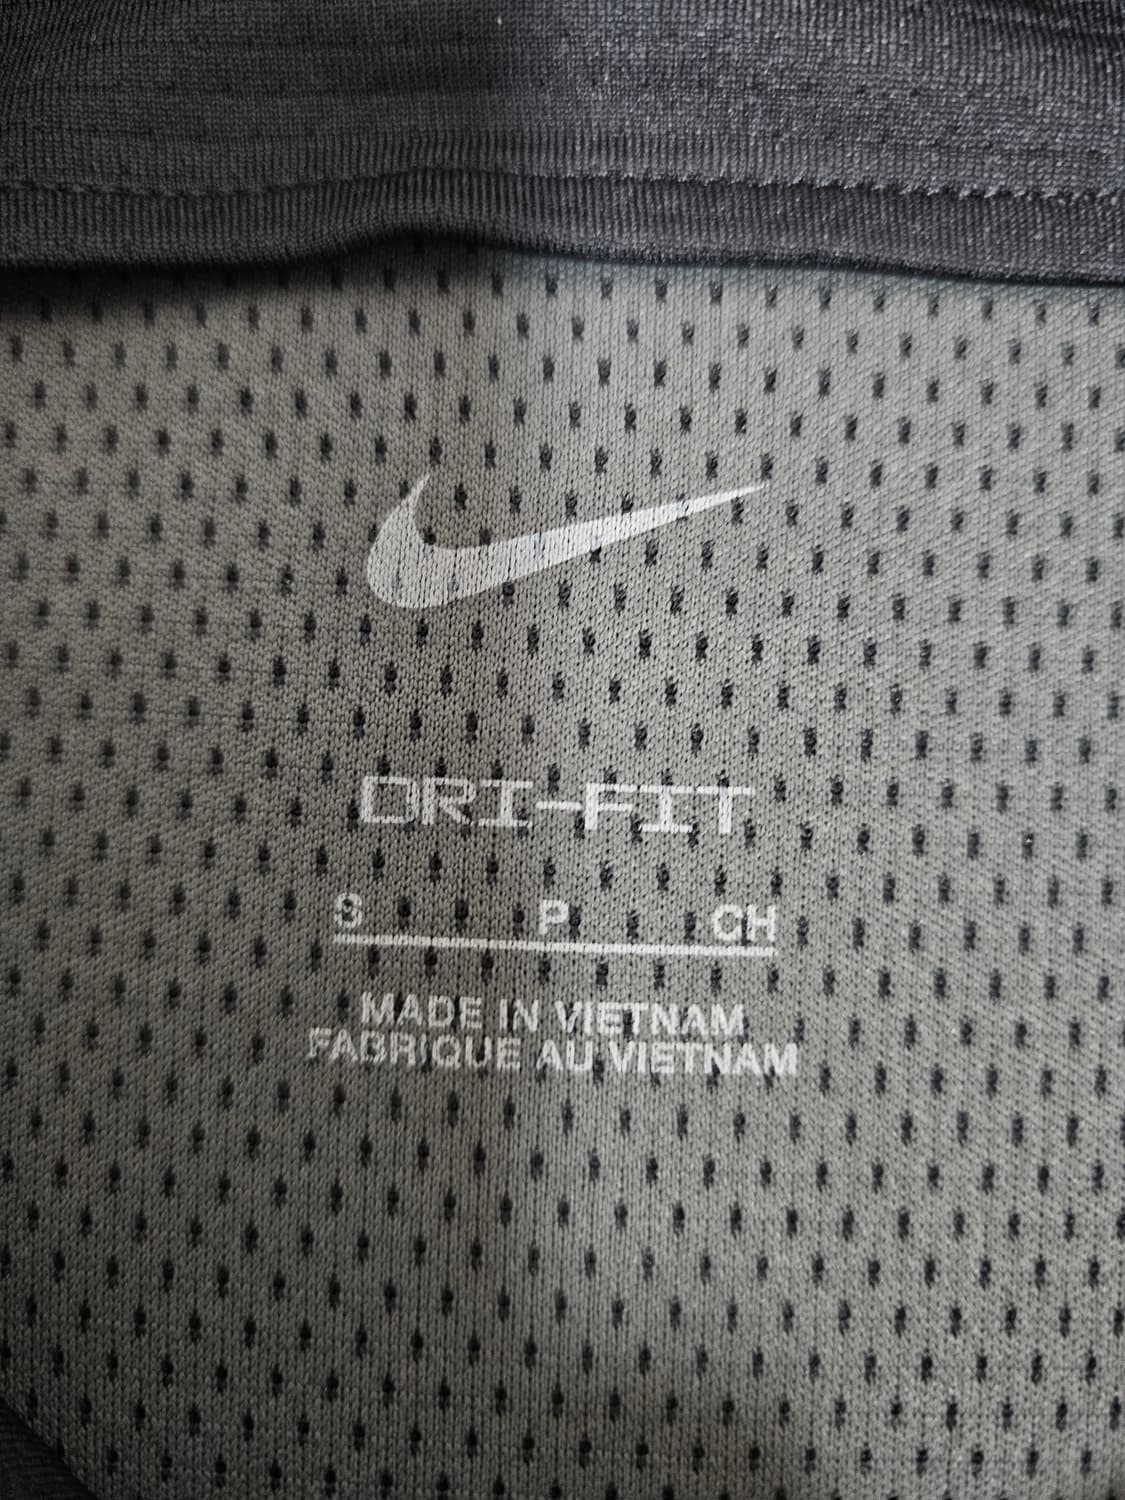 DRI-FIT
S P CH
MADE IN VIETNAM
FABRIQUE AU VIETNAM